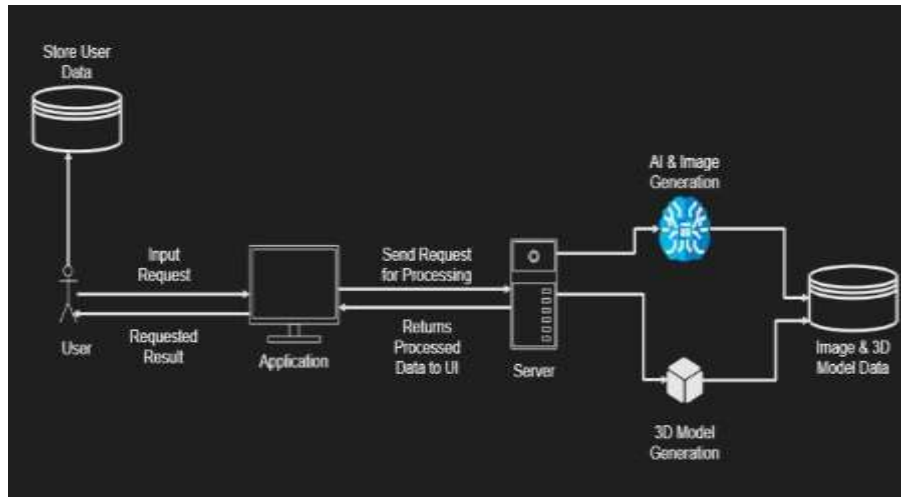 Store User
Data
AI & Image
Generation
Input
Request
Send Request
for Processing
User
Requested
Result
Application
Returns
Processed
Data to UI
Server
Image & 3D
Model Data
3D Model
Generation